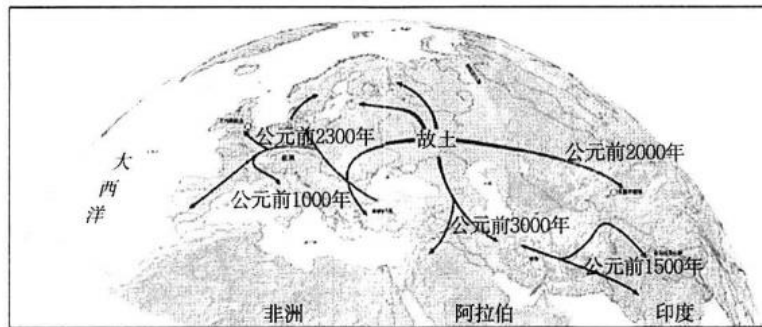 公元前2300年
故土
公元前2000年
大西洋
公元前1000年
公元前3000年
公元前1500年
非洲
阿拉伯
印度